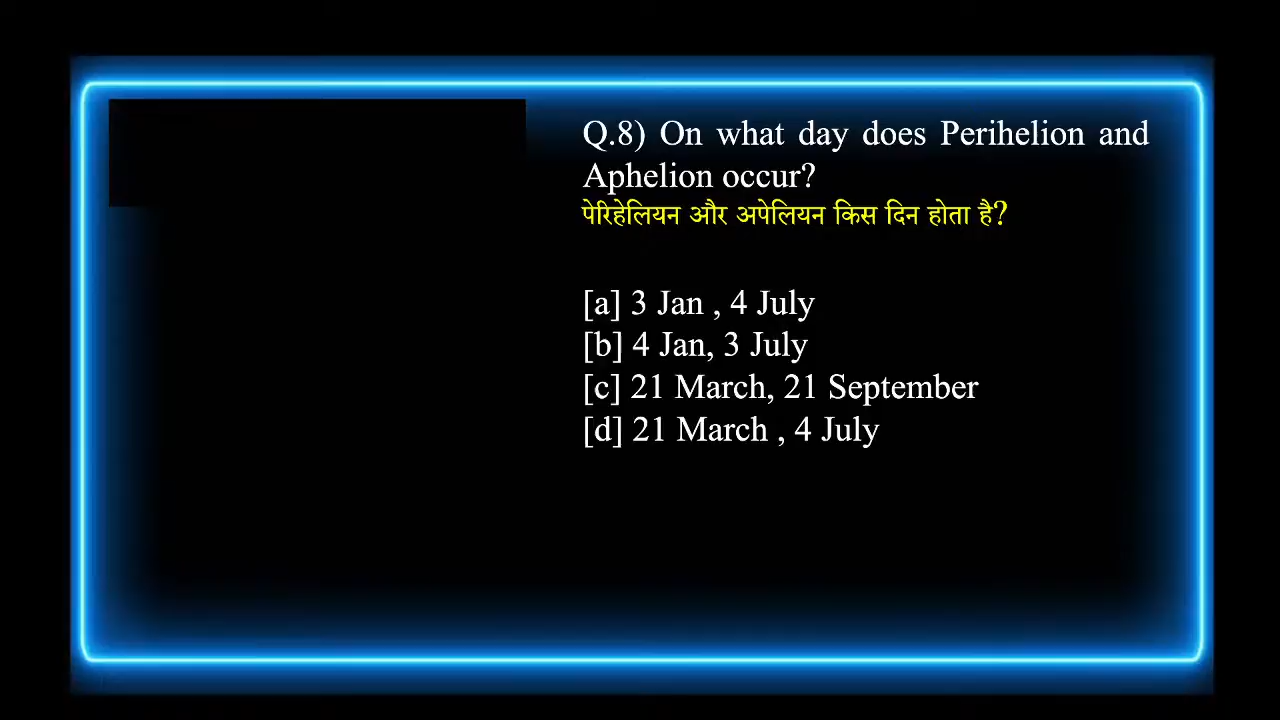 Q.8) On what day does Perihelion and
Aphelion occur?
पेरिहेलियन और अपेलियन किस दिन होता है?
[a] 3 Jan , 4 July
[b] 4 Jan, 3 July
[c] 21 March, 21 September
[d] 21 March , 4 July